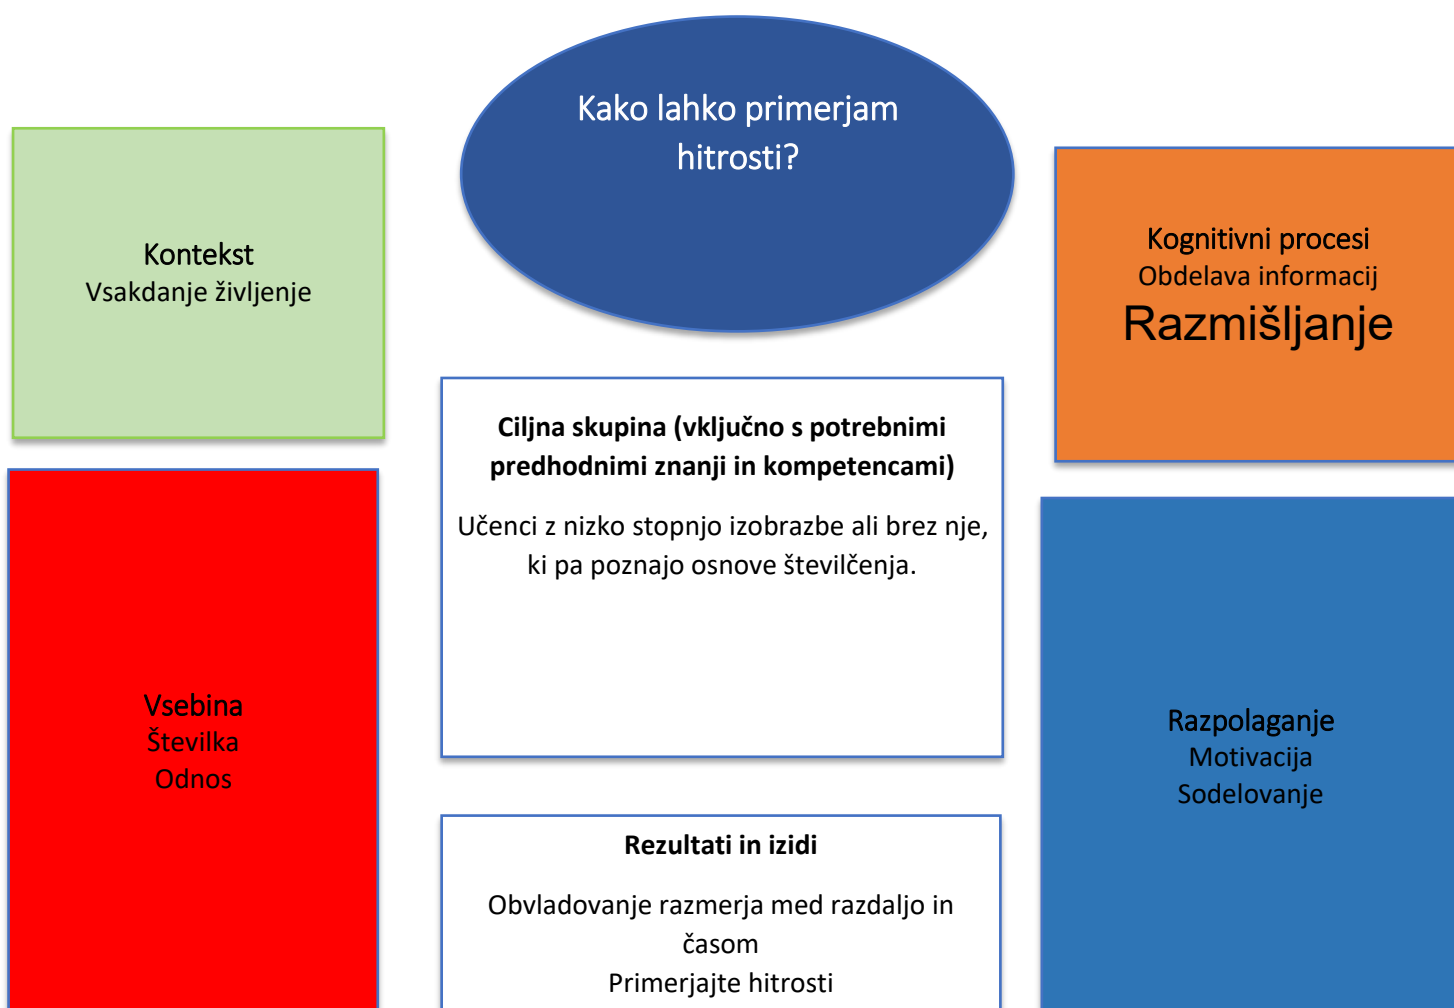 Kako lahko primerjam
hitrosti?
Kontekst
Vsakdanje življenje
Kognitivni procesi
Obdelava informacij
Razmišljanje
Ciljna skupina (vključno s potrebnimi
predhodnimi znanji in kompetencami)
Učenci z nizko stopnjo izobrazbe ali brez nje,
ki pa poznajo osnove številčenja.
Vsebina
Številka
Odnos
Razpolaganje
Motivacija
Sodelovanje
Rezultati in izidi
Obvladovanje razmerja med razdaljo in
časom
Primerjajte hitrosti